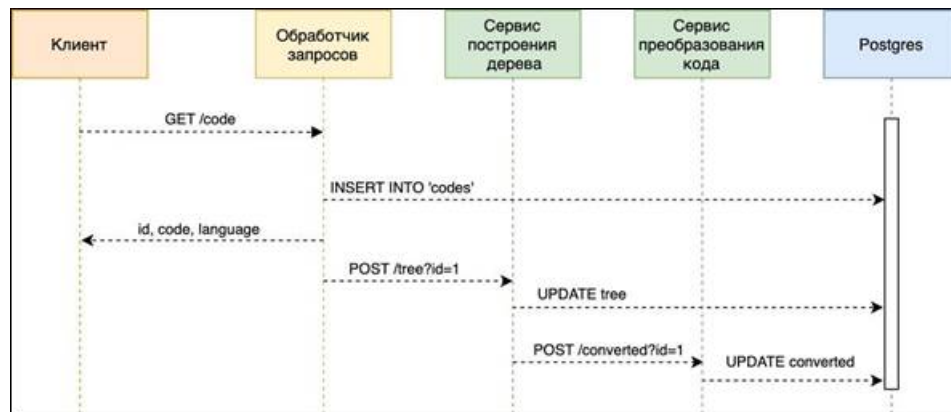 Клиент
Обработчик
запросов
Сервис
построения
дерева
Сервис
преобразования
кода
Postgres
GET /code
INSERT INTO 'codes'
id, code, language
POST /tree?id=1
UPDATE tree
POST /converted?id=1
UPDATE converted